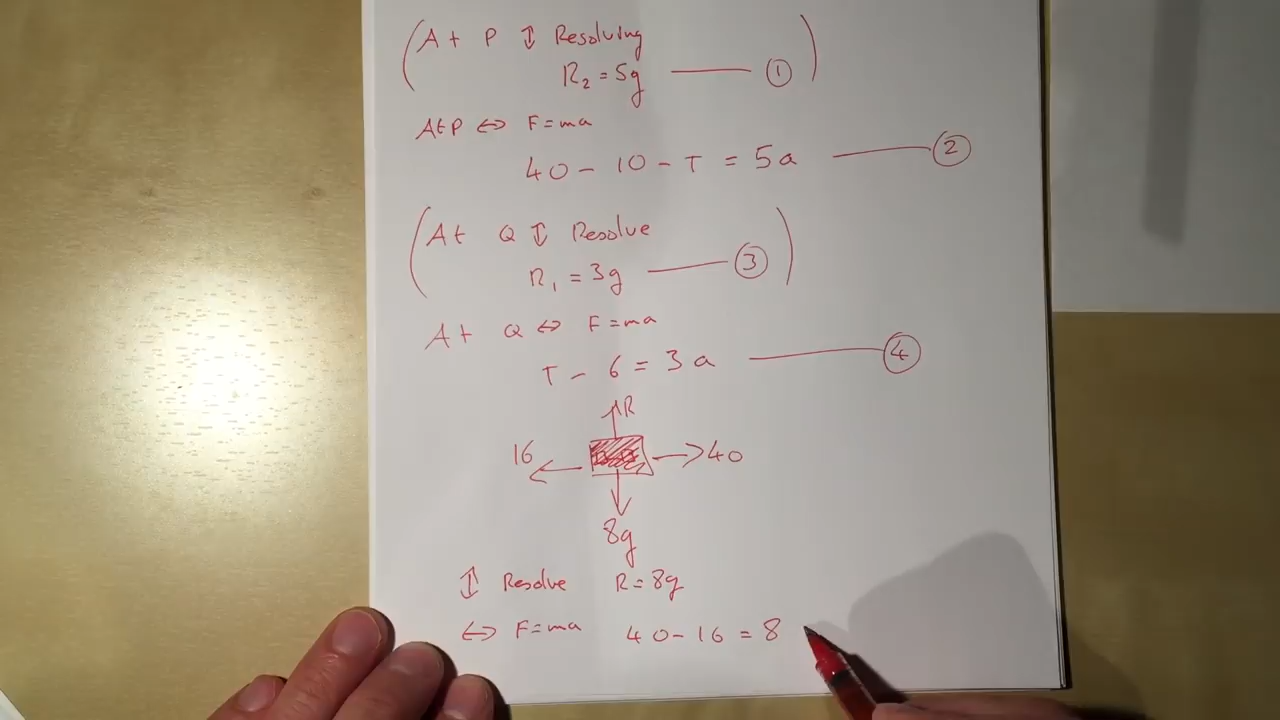 (At P ↕ Resolving
R₂ = 5g ——— ①)
At P ↔ F=ma
40 - 10 - T = 5a ——— ②
(At Q ↕ Resolve
R₁ = 3g ——— ③)
At Q ↔ F=ma
T - 6 = 3a ——— ④
R
16
40
8g
↕ Resolve R = 8g
↔ F=ma 40 - 16 = 8